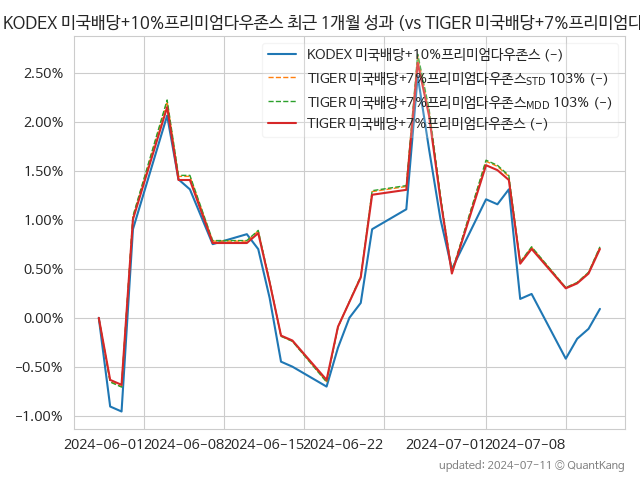 KODEX 미국배당+10%프리미엄다우존스 최근 1개월 성과 (vs TIGER 미국배당+7%프리미엄다
KODEX 미국배당+10%프리미엄다우존스 (-)
TIGER 미국배당+7%프리미엄다우존스STD 103% (-)
TIGER 미국배당+7%프리미엄다우존스MDD 103% (-)
TIGER 미국배당+7%프리미엄다우존스 (-)
2.50%
2.00%
1.50%
1.00%
0.50%
0.00%
-0.50%
-1.00%
2024-06-01 2024-06-08 2024-06-15 2024-06-22 2024-07-01 2024-07-08
updated: 2024-07-11 © QuantKang